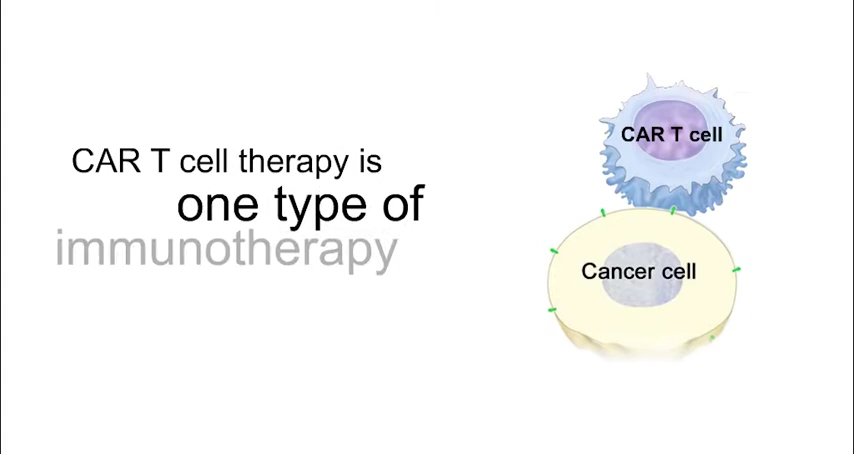 CAR T cell therapy is
one type of
immunotherapy
CAR T cell
Cancer cell